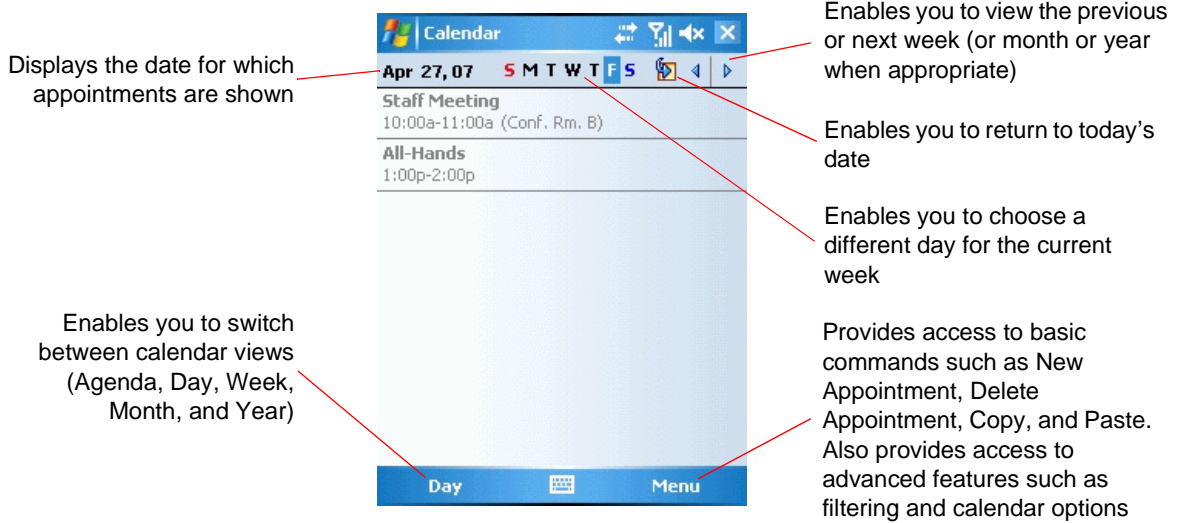 Displays the date for which
appointments are shown
Enables you to switch
between calendar views
(Agenda, Day, Week,
Month, and Year)
Calendar
Apr 27, 07 S M T W T F S
Staff Meeting
10:00a-11:00a (Conf. Rm. B)
All-Hands
1:00p-2:00p
Day
Menu
Enables you to view the previous
or next week (or month or year
when appropriate)
Enables you to return to today's
date
Enables you to choose a
different day for the current
week
Provides access to basic
commands such as New
Appointment, Delete
Appointment, Copy, and Paste.
Also provides access to
advanced features such as
filtering and calendar options